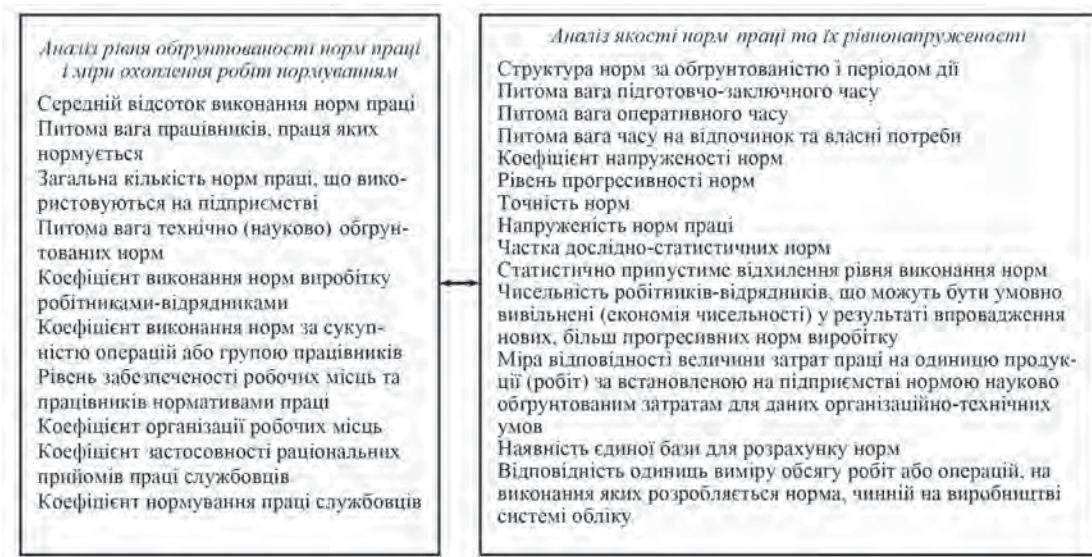 Аналіз рівня обґрунтованості норм праці
і міри охоплення робіт нормуванням
Середній відсоток виконання норм праці
Питома вага працівників, праця яких
нормується
Загальна кількість норм праці, що вико-
ристовуються на підприємстві
Питома вага технічно (науково) обґрун-
тованих норм
Коефіцієнт виконання норм виробітку
робітниками-відрядниками
Коефіцієнт виконання норм за сукуп-
ністю операцій або групою працівників
Рівень забезпеченості робочих місць та
працівників нормативами праці
Коефіцієнт організації робочих місць
Коефіцієнт застосовності раціональних
прийомів праці службовців
Коефіцієнт нормування праці службовців
Аналіз якості норм праці та їх рівнонапруженості
Структура норм за обґрунтованістю і періодом дії
Питома вага підготовчо-заключного часу
Питома вага оперативного часу
Питома вага часу на відпочинок та власні потреби
Коефіцієнт напруженості норм
Рівень прогресивності норм
Точність норм
Напруженість норм праці
Частка дослідно-статистичних норм
Статистично припустиме відхилення рівня виконання норм
Чисельність робітників-відрядників, що можуть бути умовно
вивільнені (економія чисельності) у результаті впровадження
нових, більш прогресивних норм виробітку
Міра відповідності величини затрат праці на одиницю продук-
ції (робіт) за встановленою на підприємстві нормою науково
обґрунтованим затратам для даних організаційно-технічних
умов
Наявність єдиної бази для розрахунку норм
Відповідність одиниць виміру обсягу робіт або операцій, на
виконання яких розробляється норма, чинній на виробництві
системі обліку